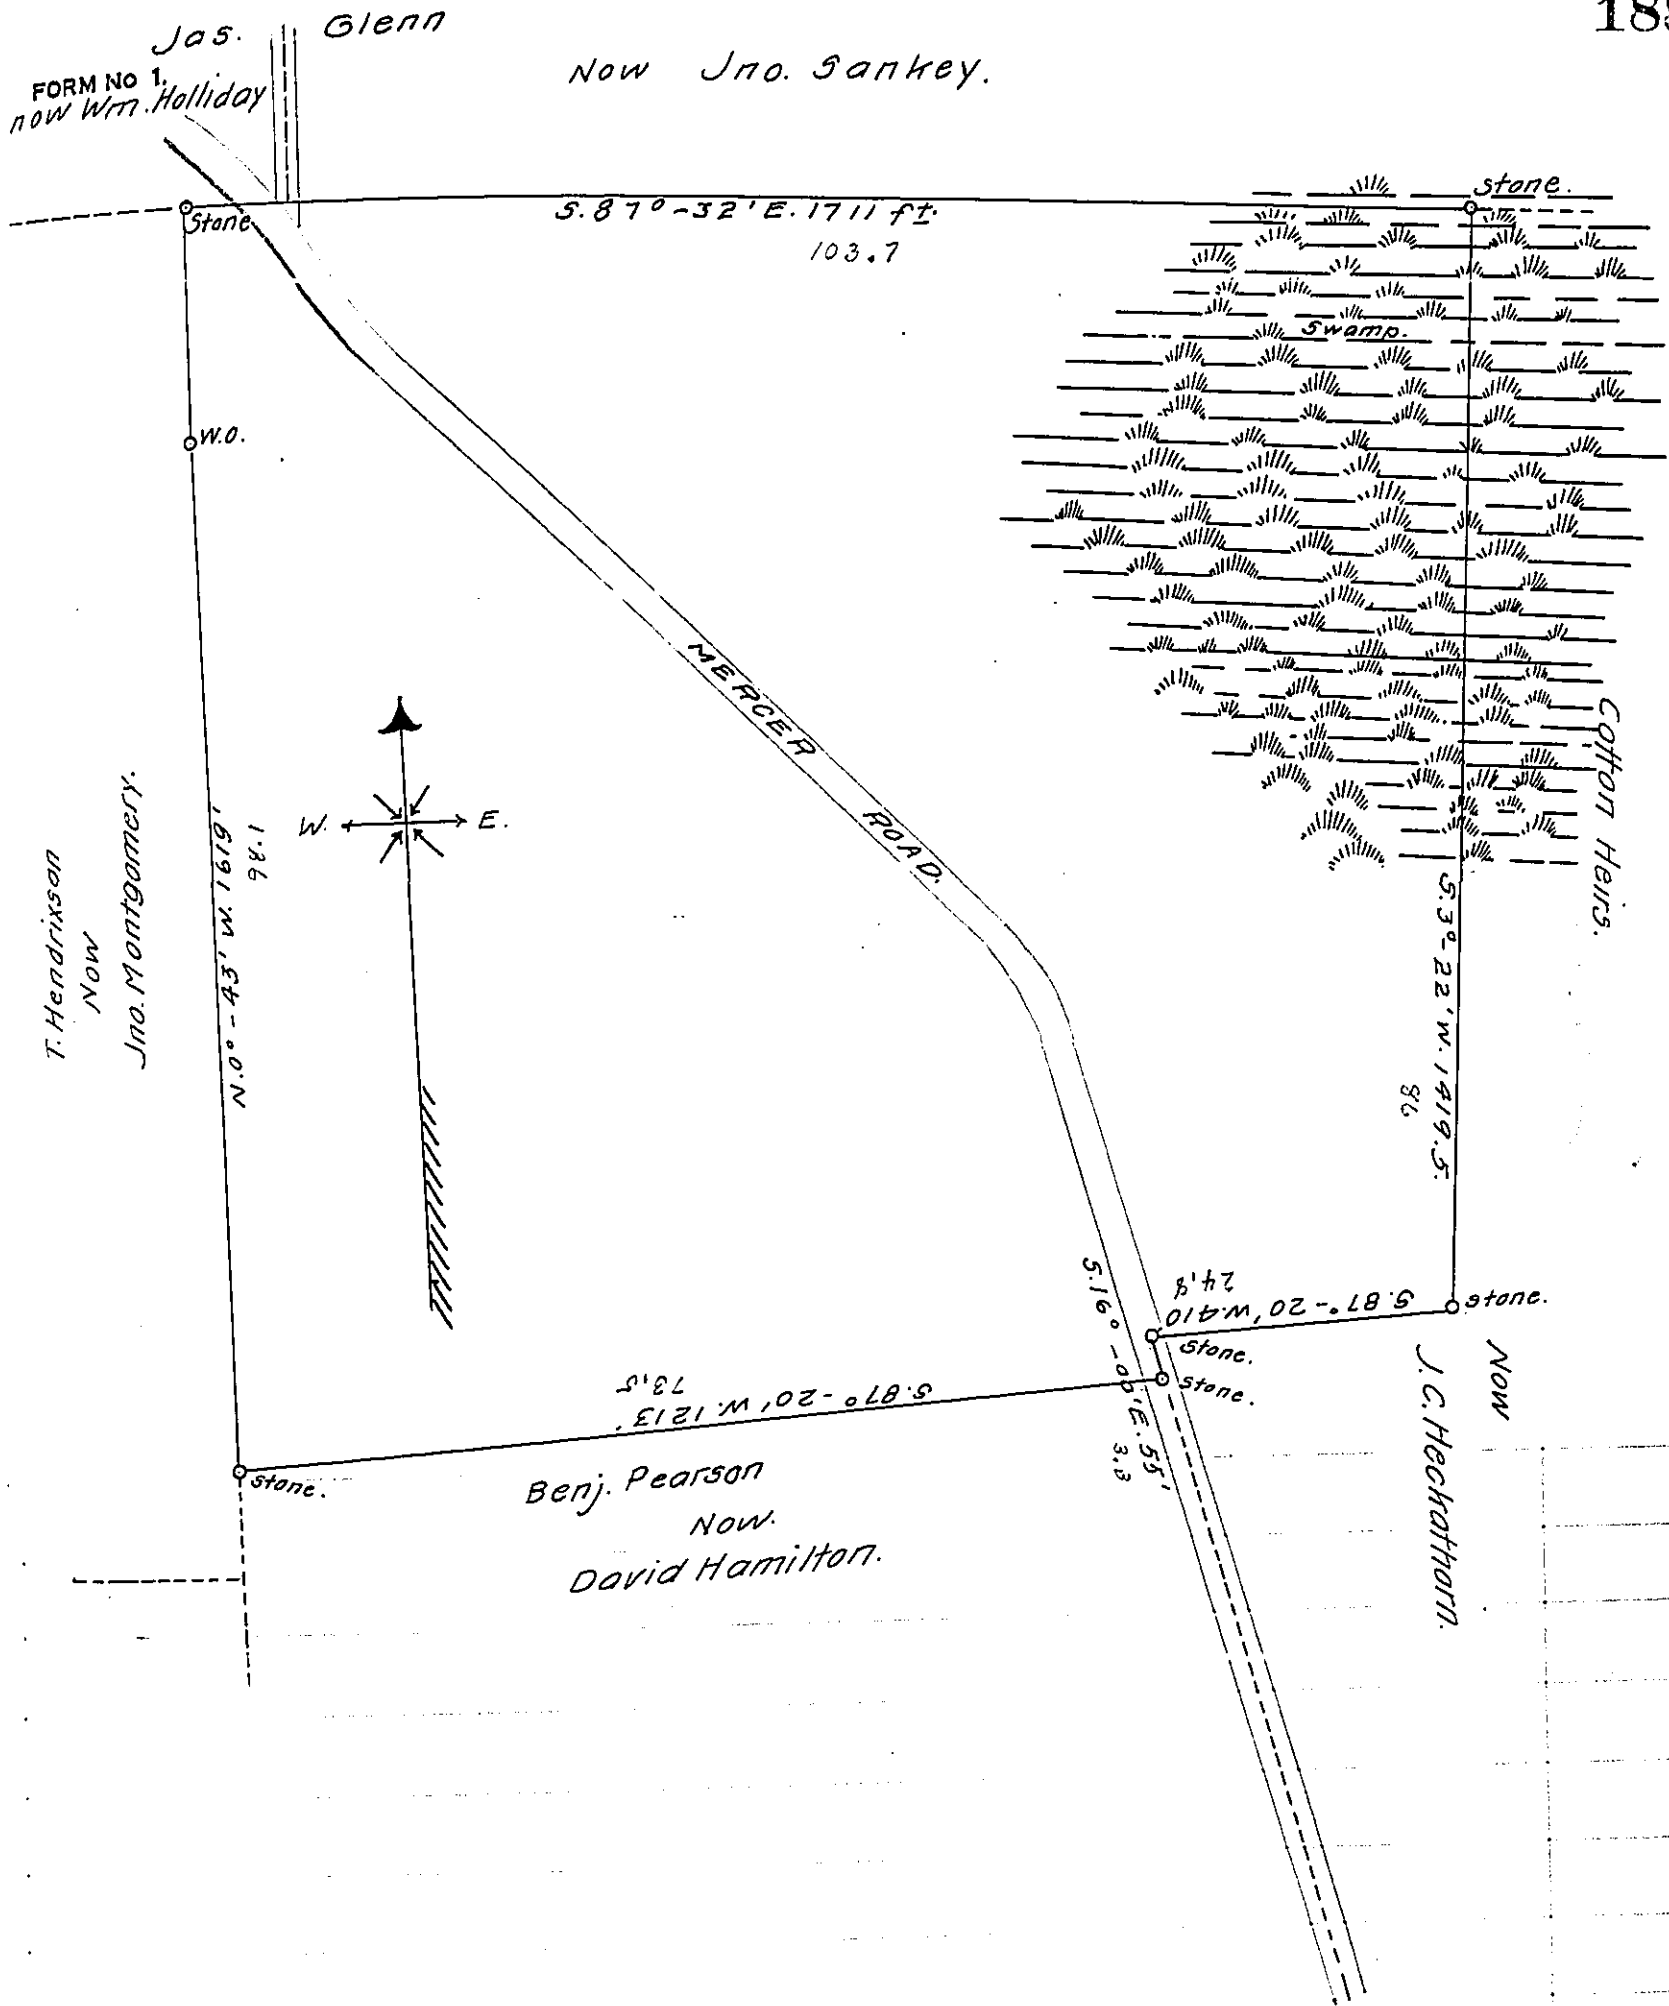 Jas. Glenn
FORM NO 1.
now Wm. Holliday
Now Jno. Sankey.
Stone
S. 87° - 32' E. 1711 ft.
103.7
stone.
Swamp.
W.O.
MERCER ROAD.
W. E.
T. Hendrixson
Now
Jno. Montgomery.
N. 0° - 43' W. 1619'
98.1
Cotton Heirs.
S. 3° - 22' W. 1419.5
86
S. 87° - 20' W. 410
24.8
stone.
stone.
stone.
S. 16° - 00' E. 55'
3.3
S. 87° - 20' W. 1213'
73.5
stone.
Benj. Pearson
Now.
David Hamilton.
Now
J. C. Heckathorn.